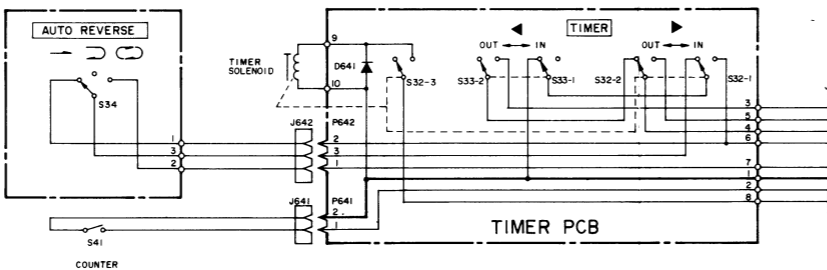 AUTO REVERSE
S34
1
3
2
TIMER
SOLENOID
9
10
D641
S32-3
TIMER
OUT IN
OUT IN
S33-2
S33-1
S32-2
S32-1
J642
P642
2
3
1
J641
P641
2
1
3
5
4
6
7
1
2
8
S41
COUNTER
TIMER PCB